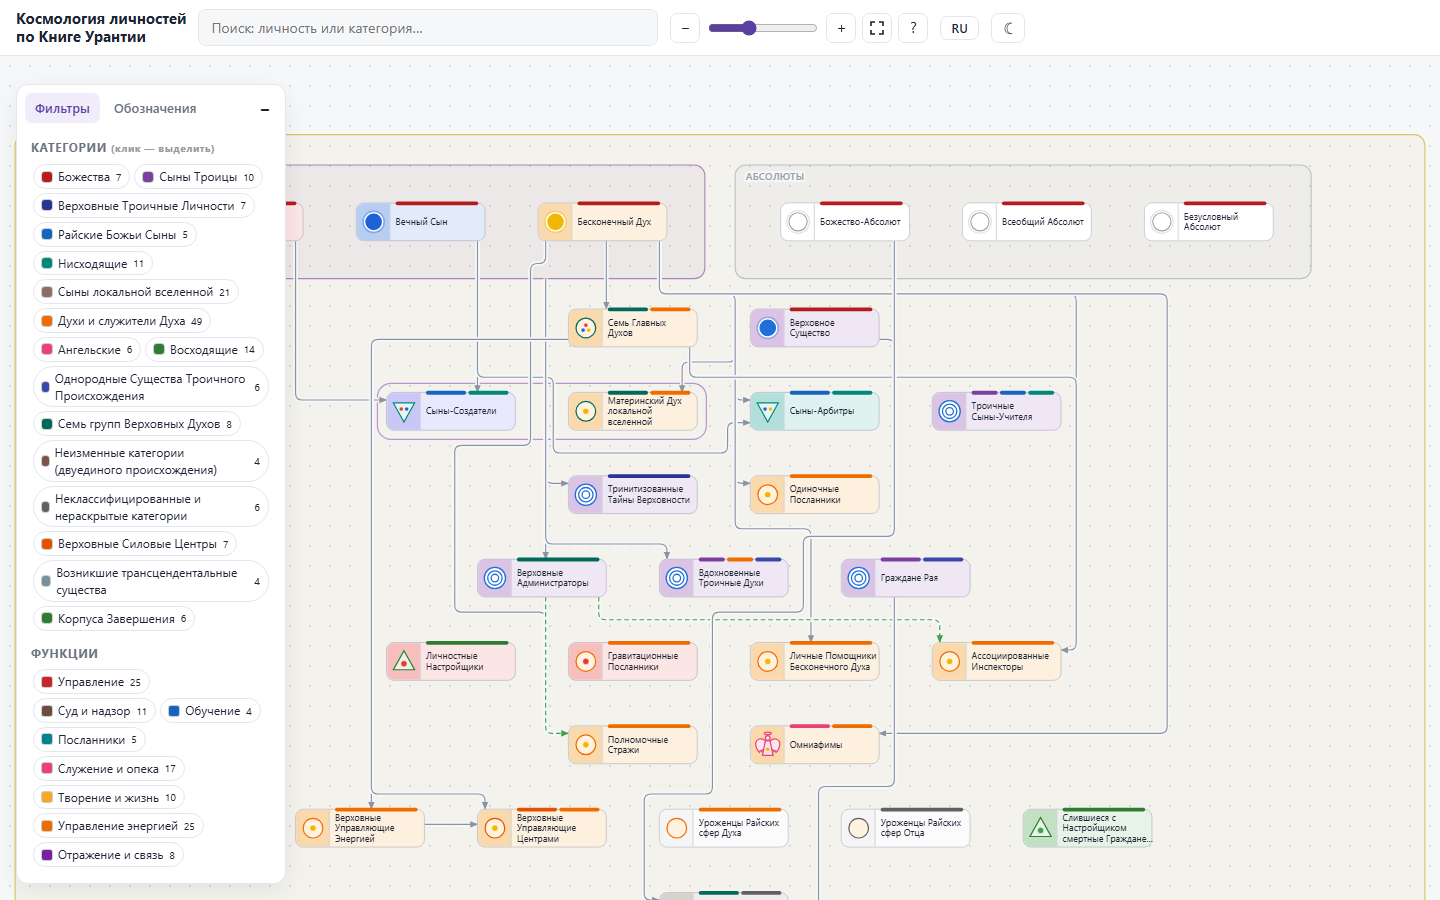 Космология личностей
по Книге Урантии
Поиск: личность или категория...
−
+
?
RU
Фильтры
Обозначения
–
КАТЕГОРИИ (клик — выделить)
Божества 7
Сыны Троицы 10
Верховные Троичные Личности 7
Райские Божьи Сыны 5
Нисходящие 11
Сыны локальной вселенной 21
Духи и служители Духа 49
Ангельские 6
Восходящие 14
Однородные Существа Троичного
Происхождения 6
Семь групп Верховных Духов 8
Неизменные категории
(двуединого происхождения) 4
Неклассифицированные и
нераскрытые категории 6
Верховные Силовые Центры 7
Возникшие трансцендентальные
существа 4
Корпуса Завершения 6
ФУНКЦИИ
Управление 25
Суд и надзор 11
Обучение 4
Посланники 5
Служение и опека 17
Творение и жизнь 10
Управление энергией 25
Отражение и связь 8
АБСОЛЮТЫ
Вечный Сын
Бесконечный Дух
Божество-Абсолют
Всеобщий Абсолют
Безусловный
Абсолют
Семь Главных
Духов
Верховное
Существо
Сыны-Создатели
Материнский Дух
локальной
вселенной
Сыны-Арбитры
Троичные
Сыны-Учителя
Тринитизованные
Тайны Верховности
Одиночные
Посланники
Верховные
Администраторы
Вдохновенные
Троичные Духи
Граждане Рая
Личностные
Настройщики
Гравитационные
Посланники
Личные Помощники
Бесконечного Духа
Ассоциированные
Инспекторы
Полномочные
Стражи
Омниафимы
Верховные
Управляющие
Энергией
Верховные
Управляющие
Центрами
Уроженцы Райских
сфер Духа
Уроженцы Райских
сфер Отца
Слившиеся с
Настройщиком
смертные Граждане...